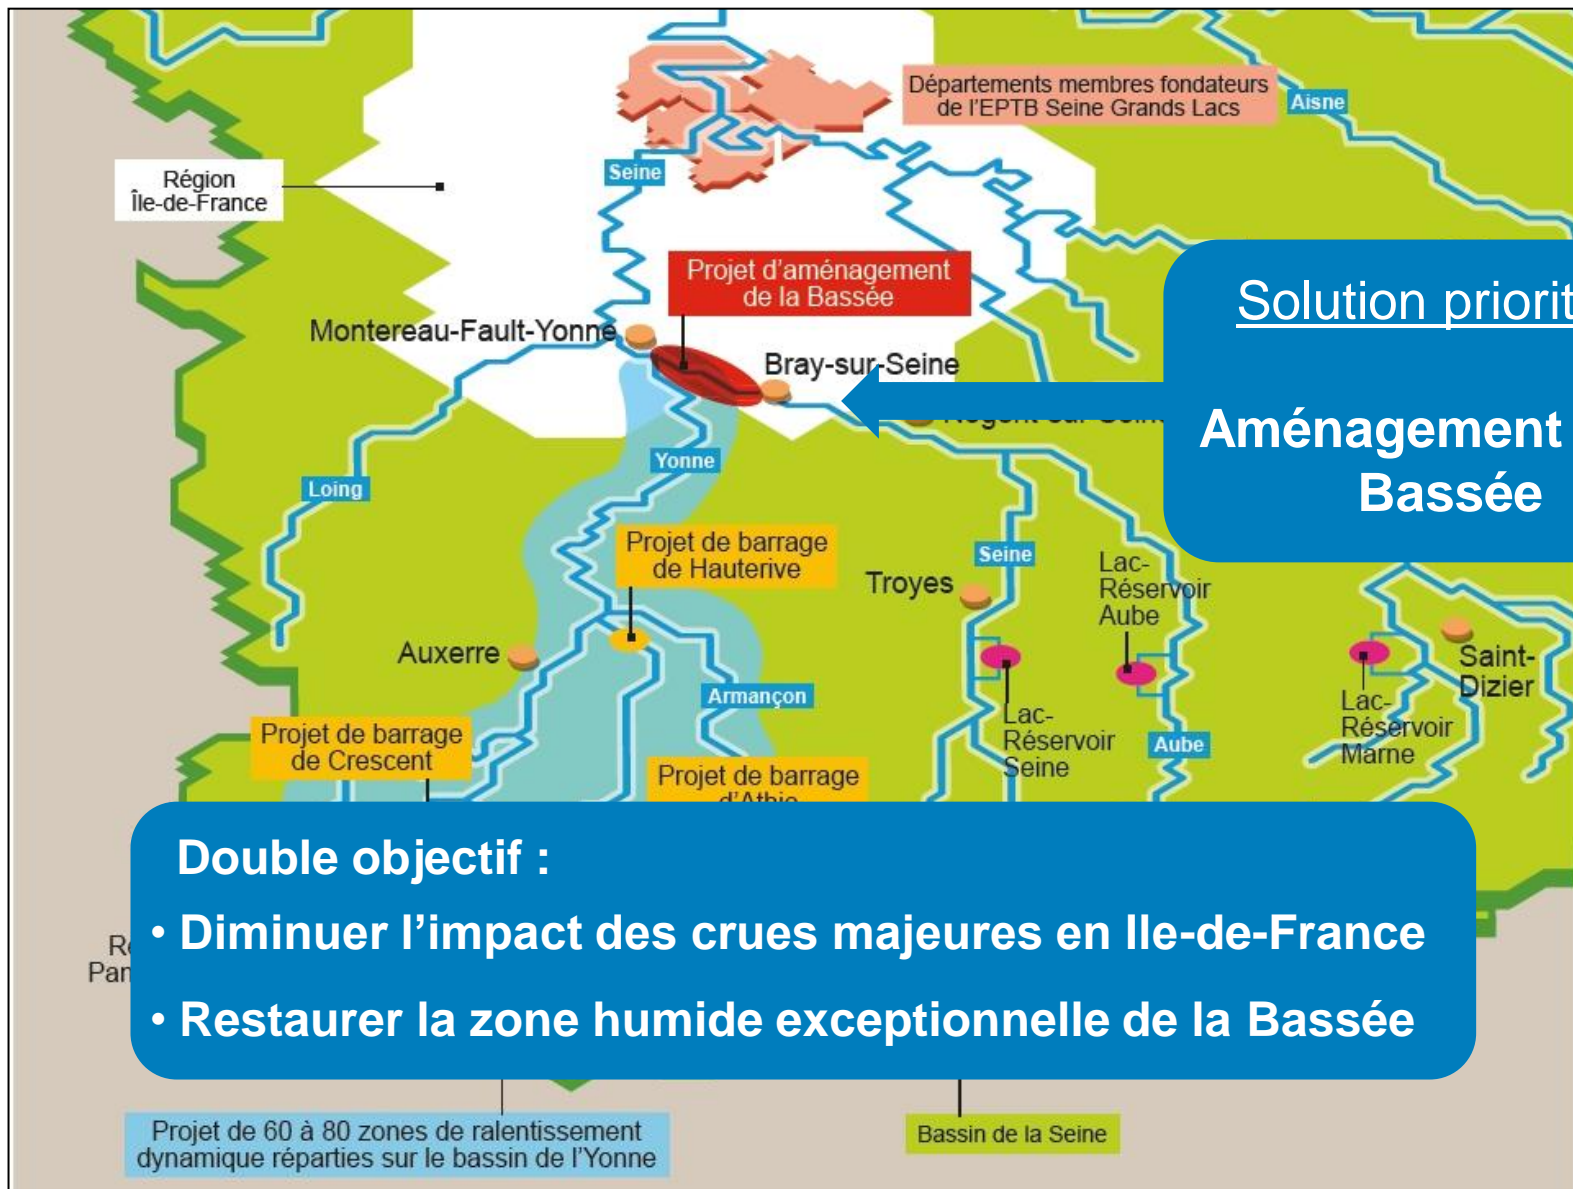 Départements membres fondateurs
de l'EPTB Seine Grands Lacs
Aisne
Région
Île-de-France
Seine
Projet d'aménagement
de la Bassée
Solution
Montereau-Fault-Yonne
Bray-sur-Seine
Aménagement
Bassée
Yonne
Loing
Projet de barrage
de Hauterive
Seine
Troyes
Lac-
Réservoir
Aube
Auxerre
Saint-
Dizier
Armançon
Lac-
Réservoir
Seine
Aube
Lac-
Réservoir
Marne
Projet de barrage
de Crescent
Projet de barrage
Double objectif :
• Diminuer l'impact des crues majeures en Ile-de-France
• Restaurer la zone humide exceptionnelle de la Bassée
Projet de 60 à 80 zones de ralentissement
dynamique réparties sur le bassin de l'Yonne
Bassin de la Seine